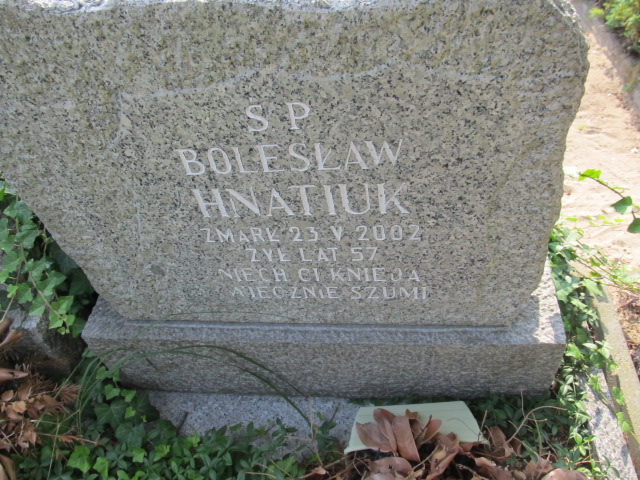 S P
BOLESŁAW
HNATIUK
ZMARŁ 23 V 2002
ŻYŁ LAT 57
NIECH CI KNIEJA
WIECZNIE SZUMI